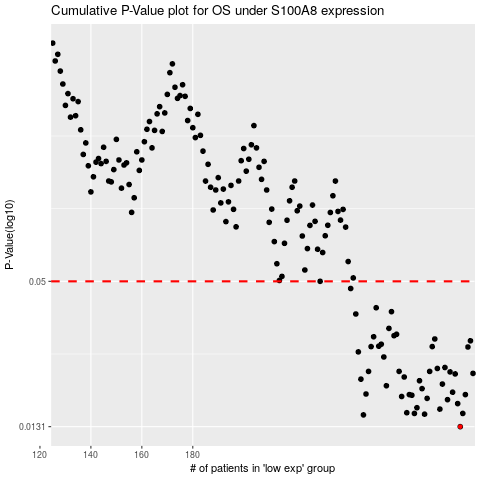 Cumulative P-Value plot for OS under S100A8 expression
P-Value(log10)
0.05
0.0131
120 140 160 180
# of patients in 'low exp' group